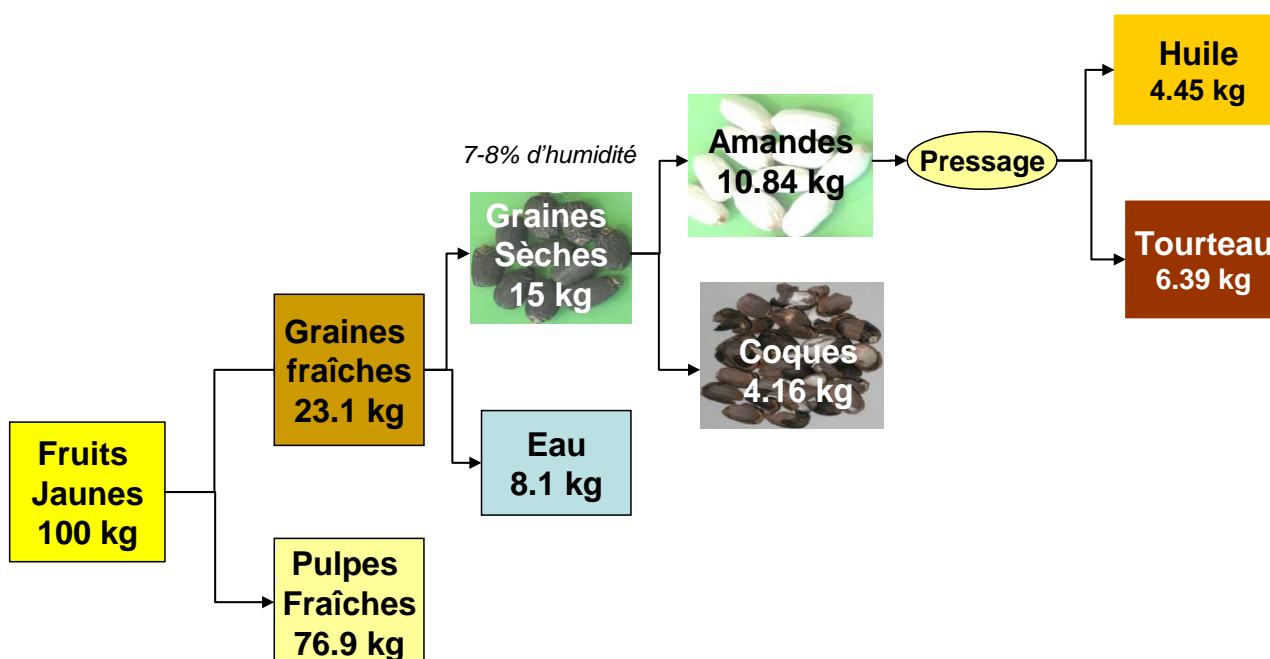 Huile
4.45 kg
7-8% d’humidité
Amandes
10.84 kg
Pressage
Graines
Sèches
15 kg
Tourteau
6.39 kg
Graines
fraîches
23.1 kg
Coques
4.16 kg
Fruits
Jaunes
100 kg
Eau
8.1 kg
Pulpes
Fraîches
76.9 kg